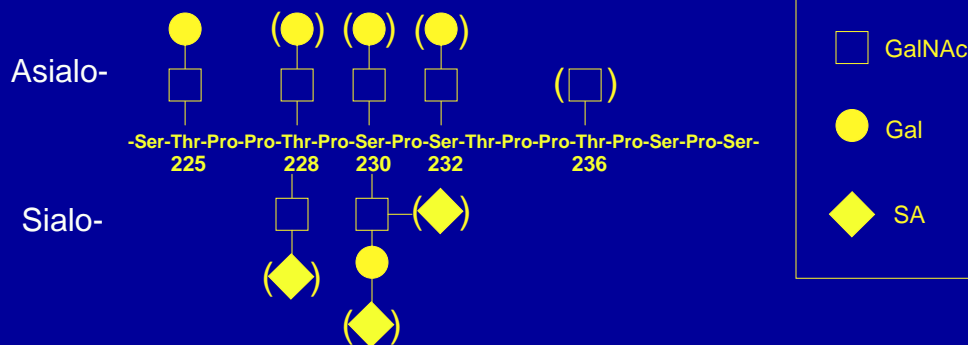 Asialo-
( ) ( ) ( )
( )
-Ser-Thr-Pro-Pro-Thr-Pro-Ser-Pro-Ser-Thr-Pro-Pro-Thr-Pro-Ser-Pro-Ser-
225 228 230 232 236
Sialo-
( )
( )
( )
GalNAc
Gal
SA